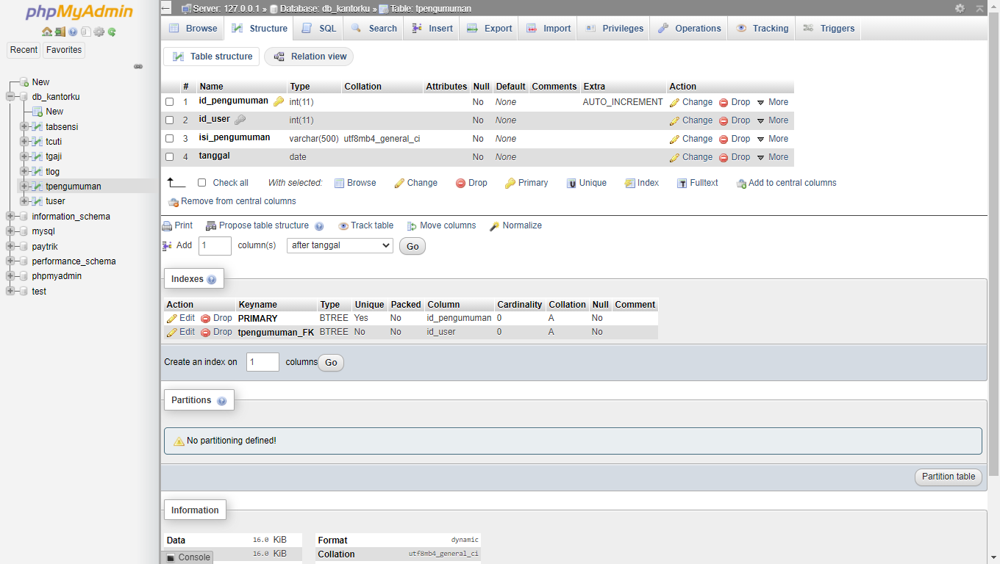 phpMyAdmin
Recent Favorites
New
db_kantorku
New
tabsensi
tcuti
tgaji
tlog
tpengumuman
tuser
information_schema
mysql
paytrik
performance_schema
phpmyadmin
test
Server: 127.0.0.1 » Database: db_kantorku » Table: tpengumuman
Browse Structure SQL Search Insert Export Import Privileges Operations Tracking Triggers
Table structure Relation view
# Name Type Collation Attributes Null Default Comments Extra Action
1 id_pengumuman int(11) No None AUTO_INCREMENT Change Drop More
2 id_user int(11) No None Change Drop More
3 isi_pengumuman varchar(500) utf8mb4_general_ci No None Change Drop More
4 tanggal date No None Change Drop More
Check all With selected: Browse Change Drop Primary Unique Index Fulltext Add to central columns
Remove from central columns
Print Propose table structure Track table Move columns Normalize
Add 1 column(s) after tanggal Go
Indexes
Action Keyname Type Unique Packed Column Cardinality Collation Null Comment
Edit Drop PRIMARY BTREE Yes No id_pengumuman 0 A No
Edit Drop tpengumuman_FK BTREE No No id_user 0 A No
Create an index on 1 columns Go
Partitions
No partitioning defined!
Partition table
Information
Data 16.0 KiB Format dynamic
Console 16.0 KiB Collation utf8mb4_general_ci